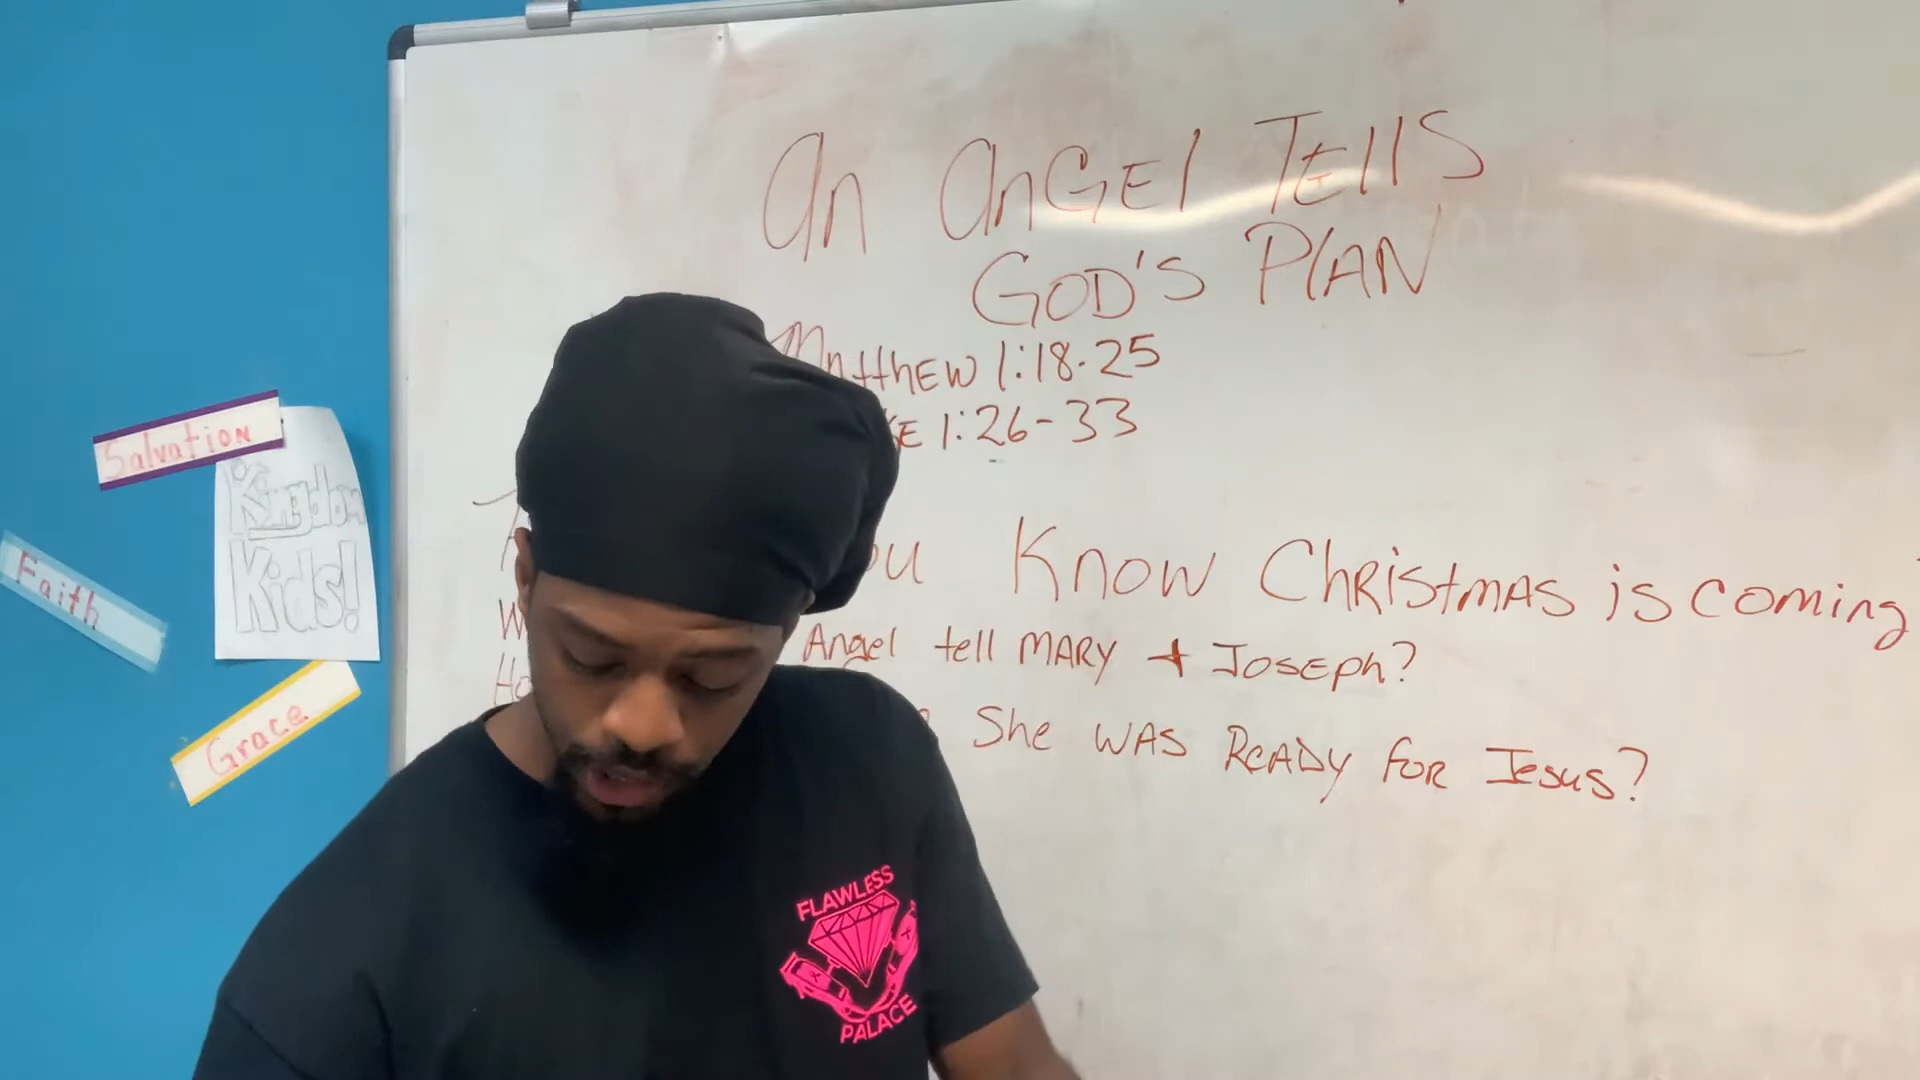 An AnGEl TEllS
GOD'S PlAN
MatthEW 1:18-25
1:26-33
Know ChRistmAS is coming
Angel tell MARY + JOSEPh?
She WAS ReADy FoR Jesus?
Salvation
Kingdom
Kids!
Faith
Grace
FLAWLESS
PALACE